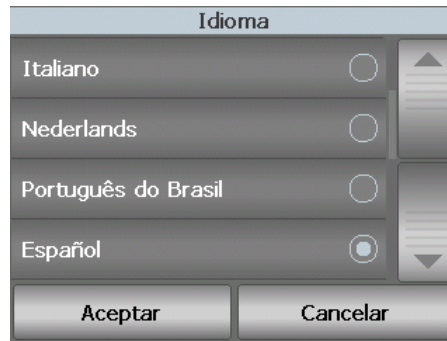 Idioma
Italiano
Nederlands
Português do Brasil
Español
Aceptar Cancelar